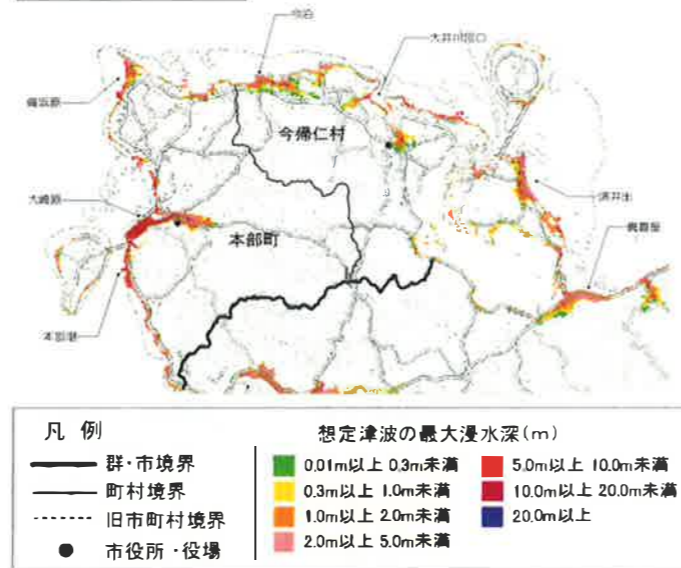 今泊
大井川河口
備瀬原
今帰仁村
大崎原
運天
本部町
真喜屋
本部港
凡 例
想定津波の最大浸水深(m)
群・市境界
町村境界
旧市町村境界
市役所・役場
0.01m以上 0.3m未満
0.3m以上 1.0m未満
1.0m以上 2.0m未満
2.0m以上 5.0m未満
5.0m以上 10.0m未満
10.0m以上 20.0m未満
20.0m以上